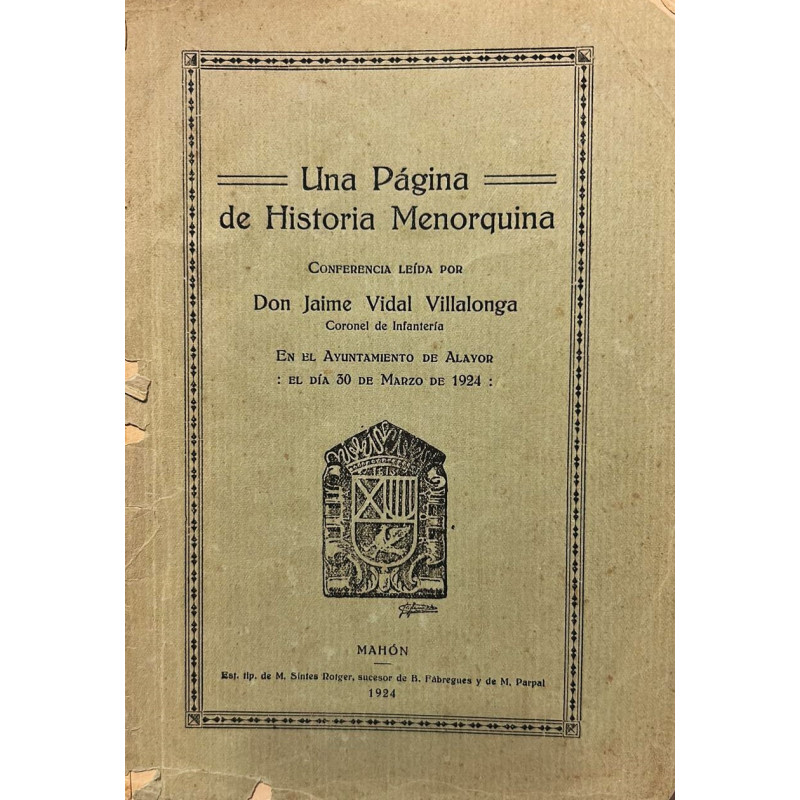 Una Página
de Historia Menorquina
Conferencia leída por
Don Jaime Vidal Villalonga
Coronel de Infantería
En el Ayuntamiento de Alayor
: el día 30 de Marzo de 1924 :
MAHÓN
Est. tip. de M. Sintes Rotger, sucesor de B. Fábregues y de M. Parpal
1924